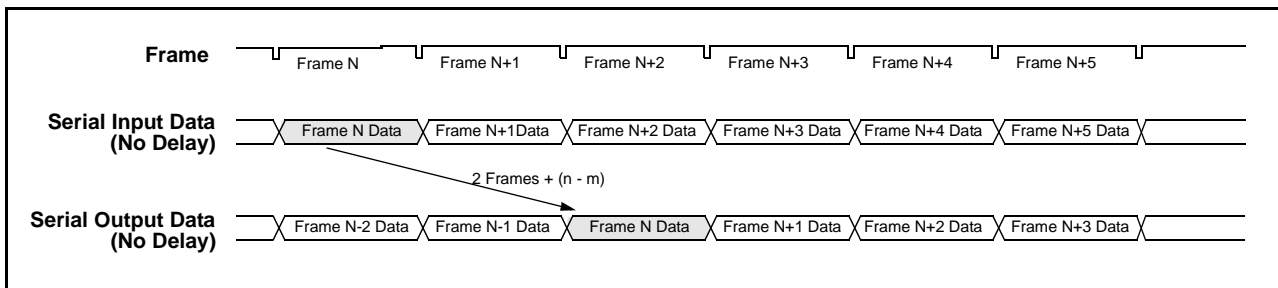 Frame
Frame N
Frame N+1
Frame N+2
Frame N+3
Frame N+4
Frame N+5
Serial Input Data
(No Delay)
Frame N Data
Frame N+1Data
Frame N+2 Data
Frame N+3 Data
Frame N+4 Data
Frame N+5 Data
2 Frames + (n - m)
Serial Output Data
(No Delay)
Frame N-2 Data
Frame N-1 Data
Frame N Data
Frame N+1 Data
Frame N+2 Data
Frame N+3 Data